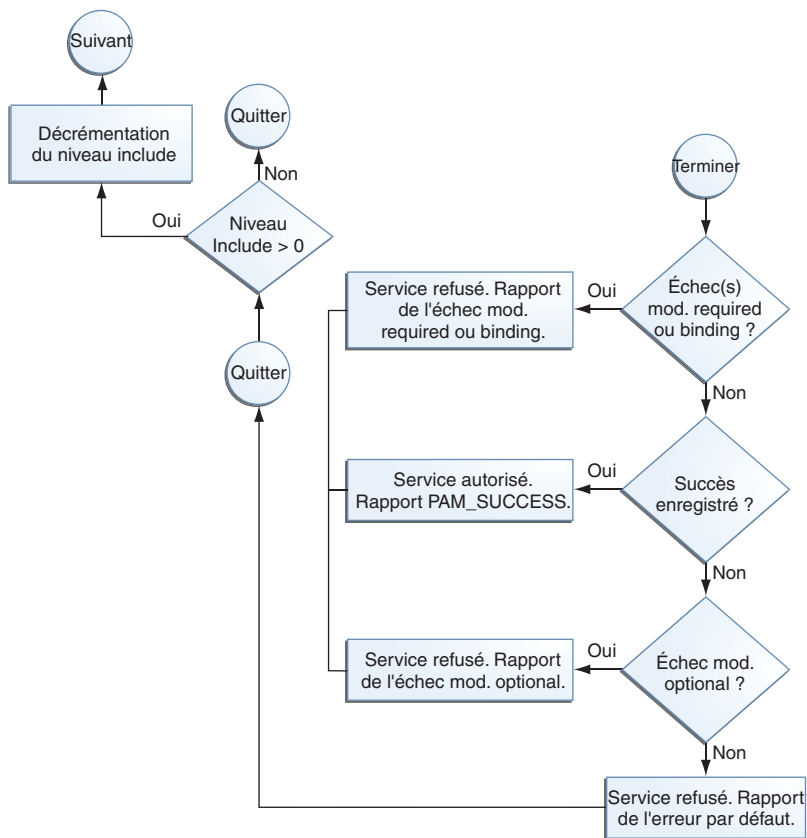 Suivant
Décrémentation
du niveau include
Quitter
Non
Oui
Niveau
Include > 0
Quitter
Terminer
Échec(s)
mod. required
ou binding ?
Oui
Service refusé. Rapport
de l'échec mod.
required ou binding.
Non
Succès
enregistré ?
Oui
Service autorisé.
Rapport PAM_SUCCESS.
Non
Échec mod.
optional ?
Oui
Service refusé. Rapport
de l'échec mod. optional.
Non
Service refusé. Rapport
de l'erreur par défaut.